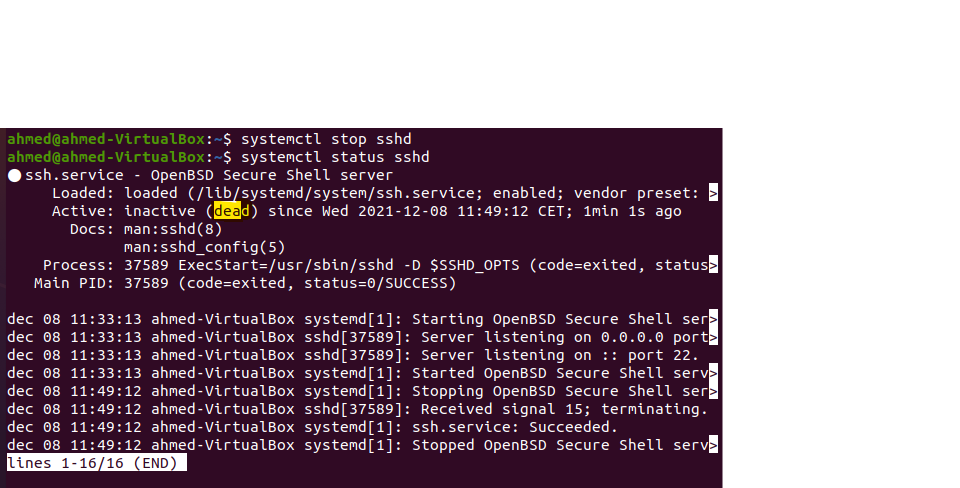 ahmed@ahmed-VirtualBox:~$ systemctl stop sshd
ahmed@ahmed-VirtualBox:~$ systemctl status sshd
● ssh.service - OpenBSD Secure Shell server
     Loaded: loaded (/lib/systemd/system/ssh.service; enabled; vendor preset: >
     Active: inactive (dead) since Wed 2021-12-08 11:49:12 CET; 1min 1s ago
       Docs: man:sshd(8)
             man:sshd_config(5)
    Process: 37589 ExecStart=/usr/sbin/sshd -D $SSHD_OPTS (code=exited, status>
   Main PID: 37589 (code=exited, status=0/SUCCESS)

dec 08 11:33:13 ahmed-VirtualBox systemd[1]: Starting OpenBSD Secure Shell ser>
dec 08 11:33:13 ahmed-VirtualBox sshd[37589]: Server listening on 0.0.0.0 port>
dec 08 11:33:13 ahmed-VirtualBox sshd[37589]: Server listening on :: port 22.
dec 08 11:33:13 ahmed-VirtualBox systemd[1]: Started OpenBSD Secure Shell serv>
dec 08 11:49:12 ahmed-VirtualBox systemd[1]: Stopping OpenBSD Secure Shell ser>
dec 08 11:49:12 ahmed-VirtualBox sshd[37589]: Received signal 15; terminating.
dec 08 11:49:12 ahmed-VirtualBox systemd[1]: ssh.service: Succeeded.
dec 08 11:49:12 ahmed-VirtualBox systemd[1]: Stopped OpenBSD Secure Shell serv>
lines 1-16/16 (END)